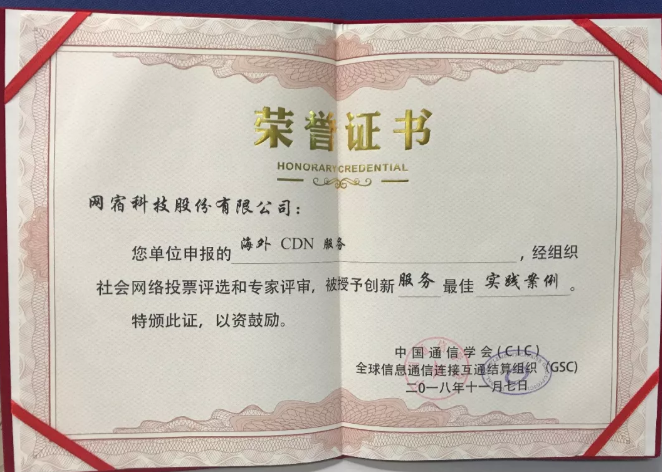 荣誉证书
HONORARY CREDENTIAL
网宿科技股份有限公司：
您单位申报的 海外 CDN 服务 ，经组织
社会网络投票评选和专家评审，被授予创新 服务 最佳 实践案例 。
特颁此证，以资鼓励。
中国通信学会(CIC)
全球信息通信连接互通结算组织（GSC)
二〇一八年十一月七日